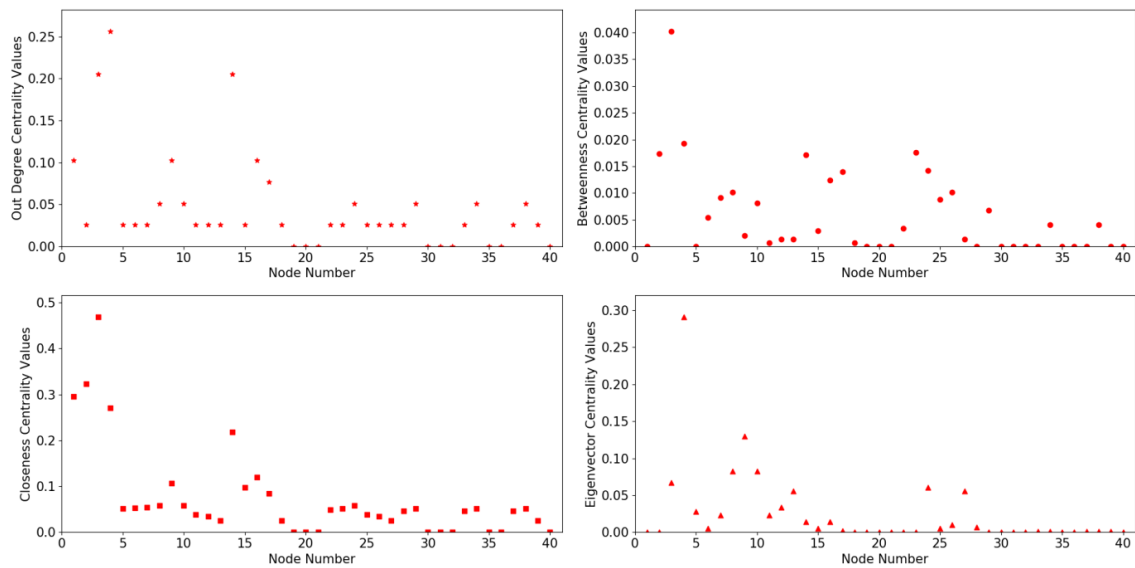 Out Degree Centrality Values
0.25
0.20
0.15
0.10
0.05
0.00
0 5 10 15 20 25 30 35 40
Node Number
Betweenness Centrality Values
0.040
0.035
0.030
0.025
0.020
0.015
0.010
0.005
0.000
0 5 10 15 20 25 30 35 40
Node Number
Closeness Centrality Values
0.5
0.4
0.3
0.2
0.1
0.0
0 5 10 15 20 25 30 35 40
Node Number
Eigenvector Centrality Values
0.30
0.25
0.20
0.15
0.10
0.05
0.00
0 5 10 15 20 25 30 35 40
Node Number